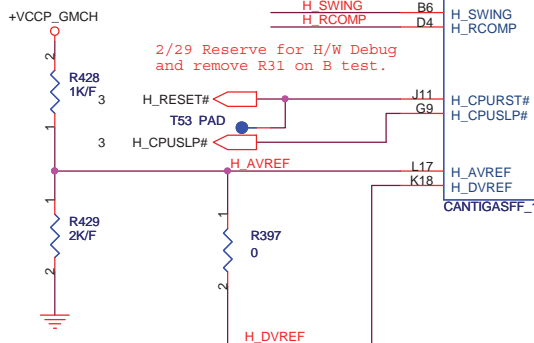 +VCCP_GMCH
H_SWING B6 H_SWING
H_RCOMP D4 H_RCOMP
2/29 Reserve for H/W Debug
and remove R31 on B test.
2
R428
1K/F
1
3 H_RESET# J11 H_CPURST#
T53 PAD
G9 H_CPUSLP#
3 H_CPUSLP#
H_AVREF L17 H_AVREF
K18 H_DVREF
CANTIGASFF_1
1
R429
2K/F
2
1
R397
0
2
H_DVREF